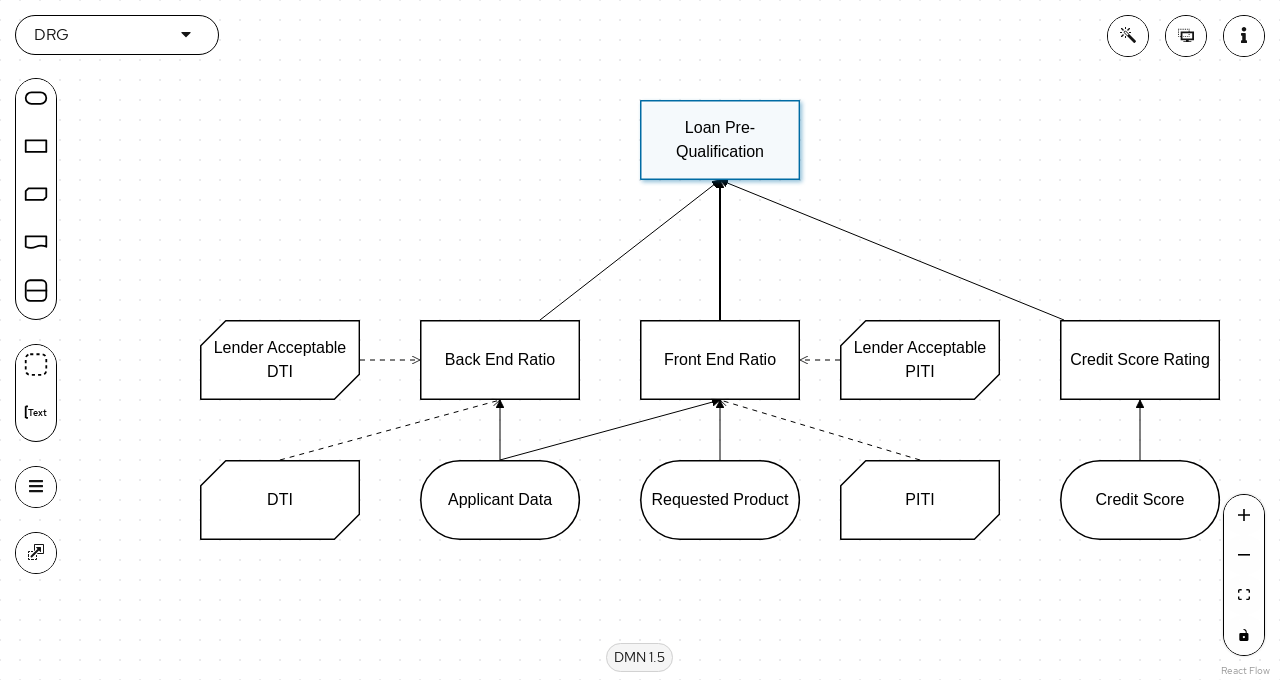 DRG
Loan Pre-
Qualification
Lender Acceptable
DTI
Back End Ratio
Front End Ratio
Lender Acceptable
PITI
Credit Score Rating
Text
DTI
Applicant Data
Requested Product
PITI
Credit Score
DMN 1.5
React Flow